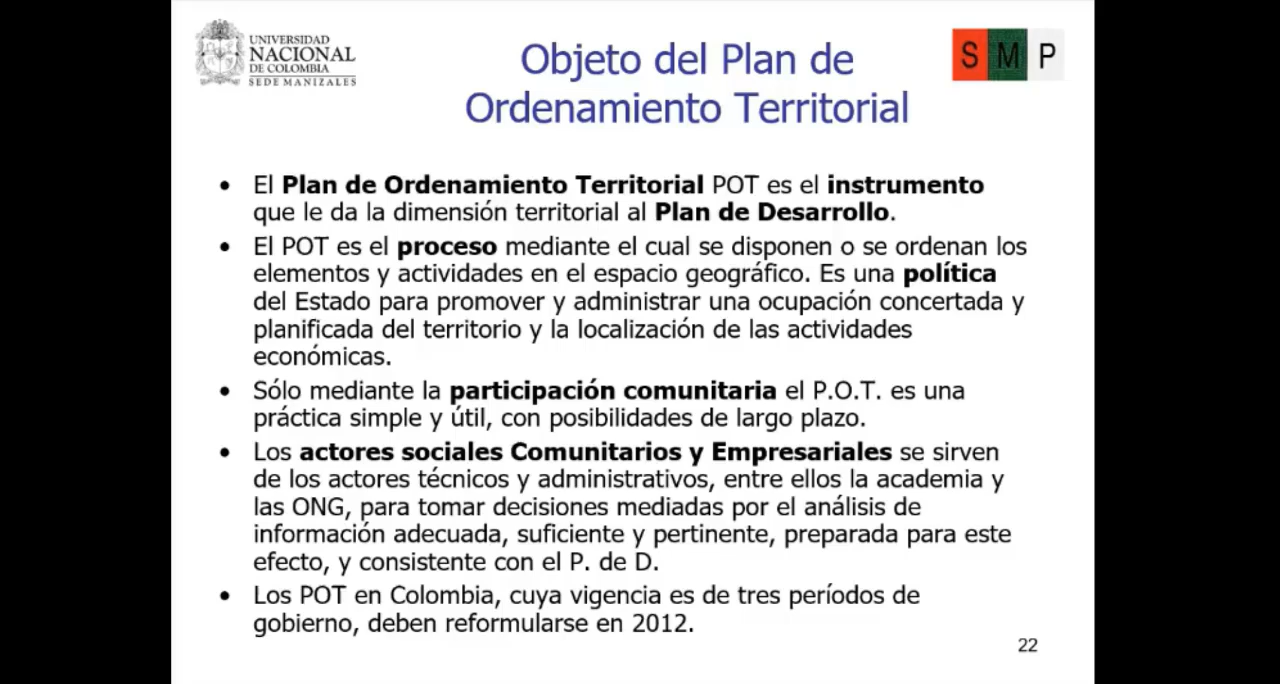 UNIVERSIDAD
NACIONAL
DE COLOMBIA
SEDE MANIZALES
Objeto del Plan de
Ordenamiento Territorial
S M P
• El Plan de Ordenamiento Territorial POT es el instrumento
que le da la dimensión territorial al Plan de Desarrollo.
• El POT es el proceso mediante el cual se disponen o se ordenan los
elementos y actividades en el espacio geográfico. Es una política
del Estado para promover y administrar una ocupación concertada y
planificada del territorio y la localización de las actividades
económicas.
• Sólo mediante la participación comunitaria el P.O.T. es una
práctica simple y útil, con posibilidades de largo plazo.
• Los actores sociales Comunitarios y Empresariales se sirven
de los actores técnicos y administrativos, entre ellos la academia y
las ONG, para tomar decisiones mediadas por el análisis de
información adecuada, suficiente y pertinente, preparada para este
efecto, y consistente con el P. de D.
• Los POT en Colombia, cuya vigencia es de tres períodos de
gobierno, deben reformularse en 2012.
22